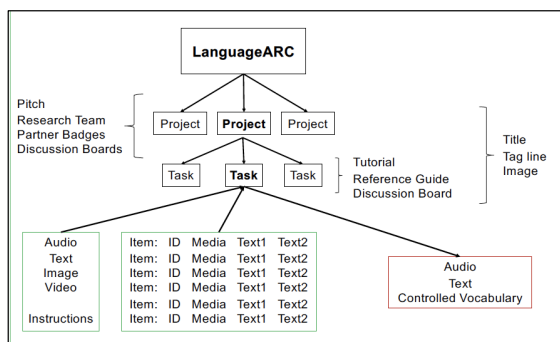 LanguageARC
Pitch
Research Team
Partner Badges
Discussion Boards
Project
Project
Project
Title
Tag line
Image
Task
Task
Task
Tutorial
Reference Guide
Discussion Board
Audio
Text
Image
Video
Instructions
Item: ID Media Text1 Text2
Item: ID Media Text1 Text2
Item: ID Media Text1 Text2
Item: ID Media Text1 Text2
Item: ID Media Text1 Text2
Item: ID Media Text1 Text2
Audio
Text
Controlled Vocabulary